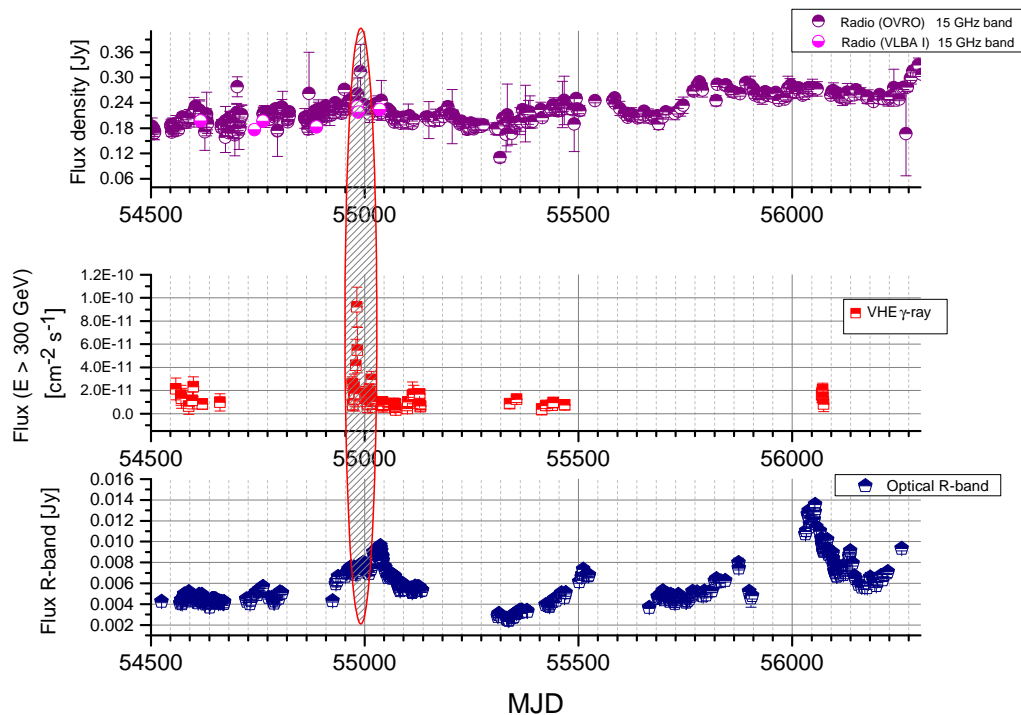 Radio (OVRO) 15 GHz band
Radio (VLBA I) 15 GHz band
Flux density [Jy]
0.36
0.30
0.24
0.18
0.12
0.06
54500 55000 55500 56000
Flux (E > 300 GeV)
[cm⁻² s⁻¹]
1.2E-10
1.0E-10
8.0E-11
6.0E-11
4.0E-11
2.0E-11
0.0
VHE γ-ray
54500 55000 55500 56000
Flux R-band [Jy]
0.016
0.014
0.012
0.010
0.008
0.006
0.004
0.002
Optical R-band
54500 55000 55500 56000
MJD